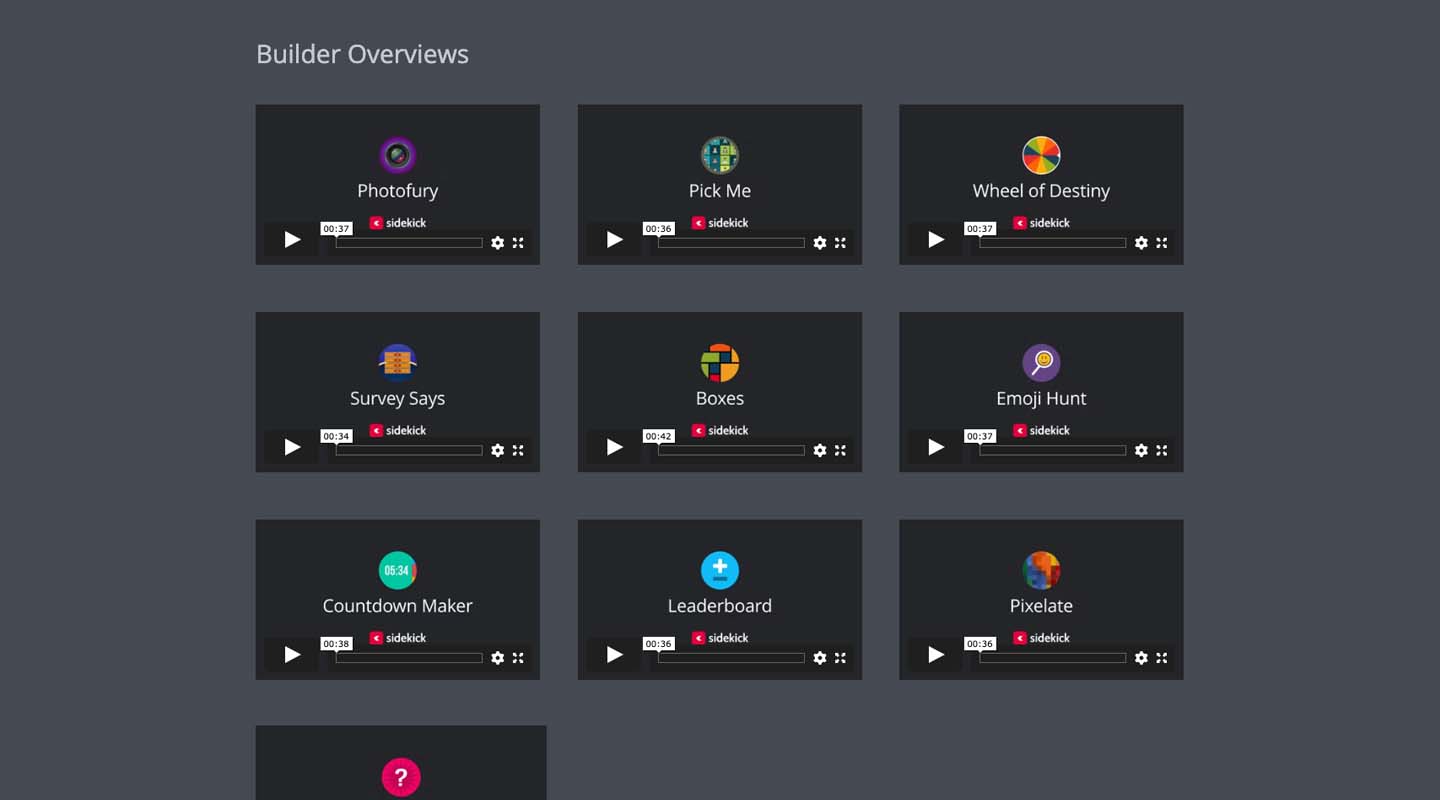 Builder Overviews
Photofury
sidekick
00:37
Pick Me
sidekick
00:36
Wheel of Destiny
sidekick
00:37
Survey Says
sidekick
00:34
Boxes
sidekick
00:42
Emoji Hunt
sidekick
00:37
05:34
Countdown Maker
sidekick
00:38
Leaderboard
sidekick
00:36
Pixelate
sidekick
00:36
?